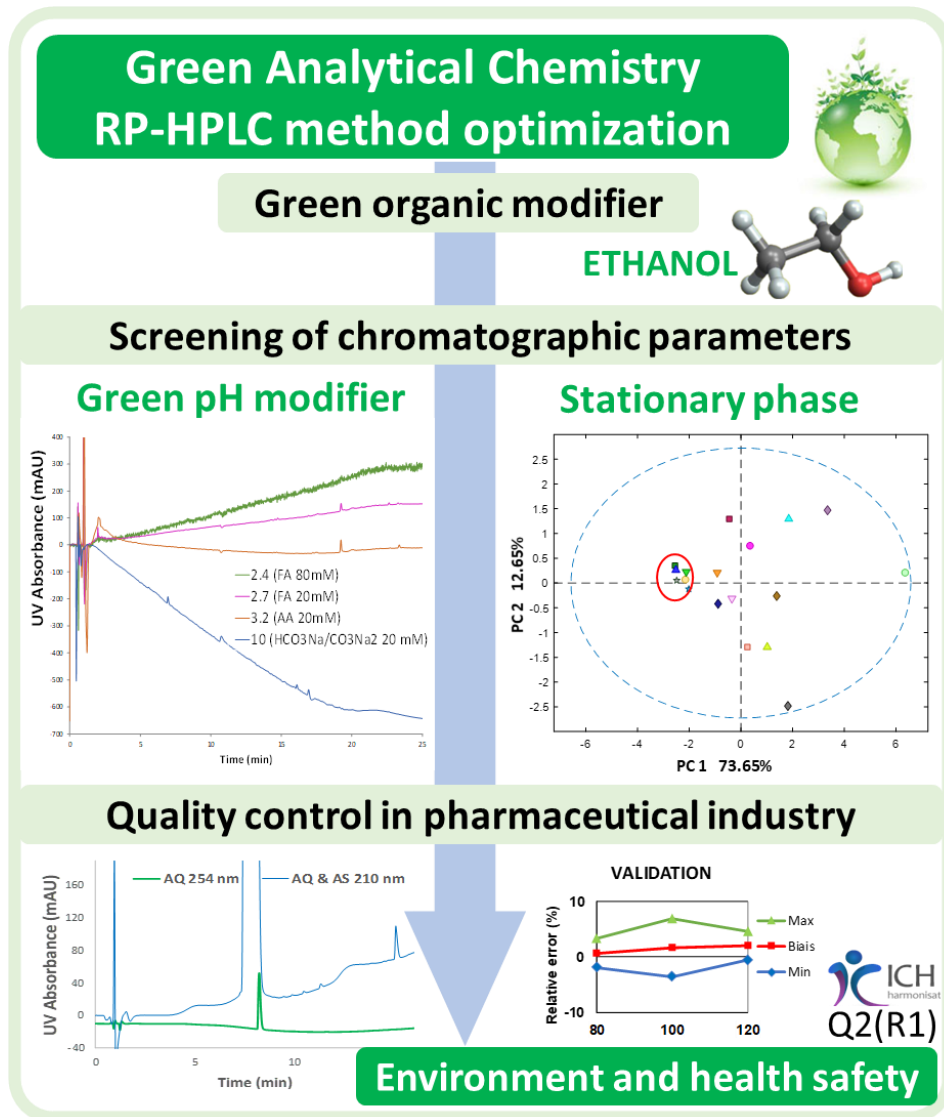 Green Analytical Chemistry
RP-HPLC method optimization
Green organic modifier
ETHANOL
Screening of chromatographic parameters
Green pH modifier
Stationary phase
UV Absorbance (mAU)
400
300
200
100
0
-100
-200
-300
-400
-500
-600
-700
2.4 (FA 80mM)
2.7 (FA 20mM)
3.2 (AA 20mM)
10 (HCO3Na/CO3Na2 20 mM)
0 5 10 15 20 25
Time (min)
PC 2 12.65%
2.5
2
1.5
1
0.5
0
-0.5
-1
-1.5
-2
-2.5
-6 -4 -2 0 2 4 6
PC 1 73.65%
Quality control in pharmaceutical industry
UV Absorbance (mAU)
AQ 254 nm AQ & AS 210 nm
160
120
80
40
0
-40
0 5 10
Time (min)
VALIDATION
Relative error (%)
10
0
-10
80 100 120
Max
Biais
Min
ICH
harmonisat
Q2(R1)
Environment and health safety